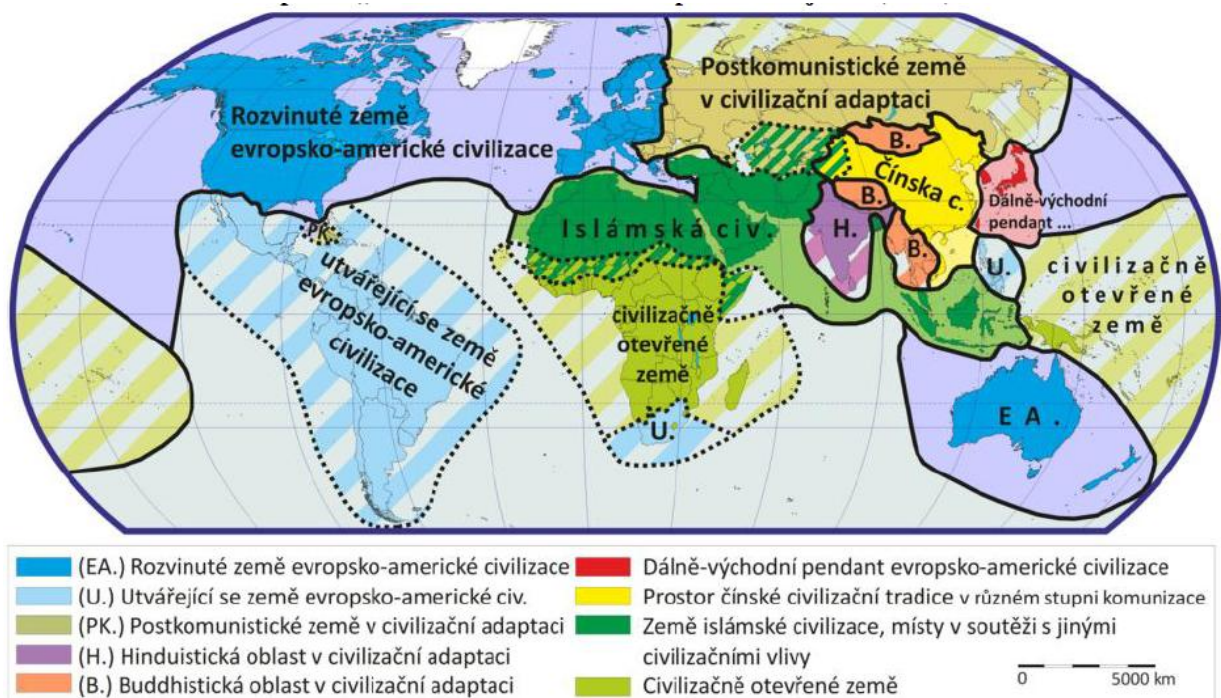 Rozvinuté země
evropsko-americké civilizace
Postkomunistické země
v civilizační adaptaci
B.
Čínska c.
Dálně-východní
pendant ...
B.
Islámská civ.
H.
B.
U.
PK.
utvářející se země
evropsko-americké
civilizace
civilizačně
otevřené
země
civilizačně
otevřené
země
U.
EA.
(EA.) Rozvinuté země evropsko-americké civilizace
(U.) Utvářející se země evropsko-americké civ.
(PK.) Postkomunistické země v civilizační adaptaci
(H.) Hinduistická oblast v civilizační adaptaci
(B.) Buddhistická oblast v civilizační adaptaci
Dálně-východní pendant evropsko-americké civilizace
Prostor čínské civilizační tradice v různém stupni komunizace
Země islámské civilizace, místy v soutěži s jinými
civilizačními vlivy
Civilizačně otevřené země
0 5000 km